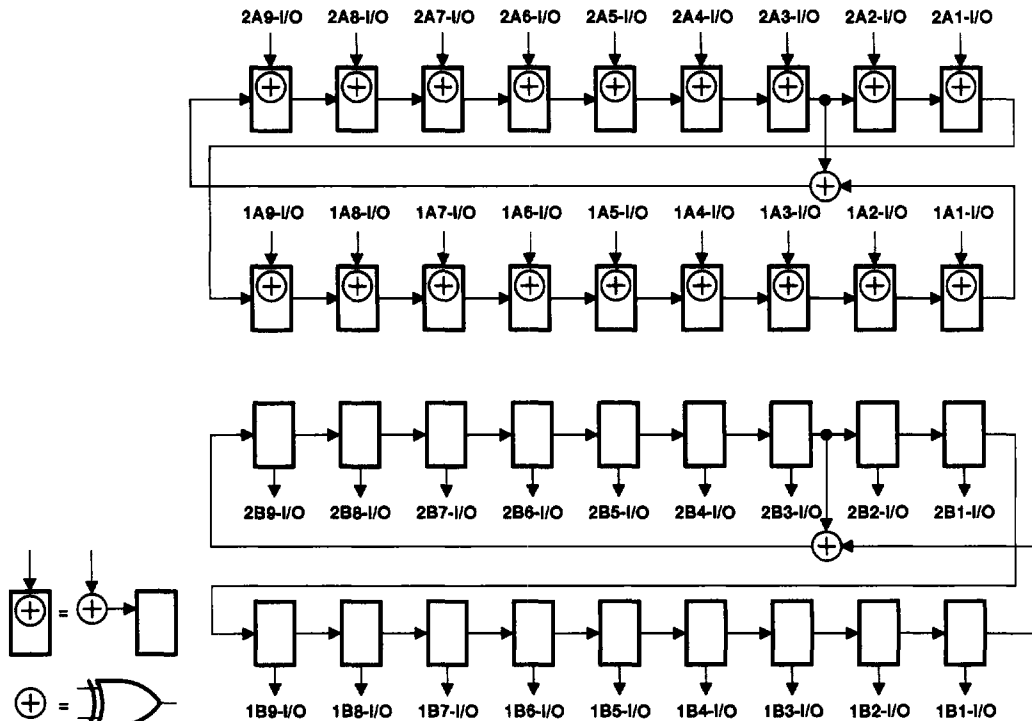 2A9-I/O 2A8-I/O 2A7-I/O 2A6-I/O 2A5-I/O 2A4-I/O 2A3-I/O 2A2-I/O 2A1-I/O
1A9-I/O 1A8-I/O 1A7-I/O 1A6-I/O 1A5-I/O 1A4-I/O 1A3-I/O 1A2-I/O 1A1-I/O
2B9-I/O 2B8-I/O 2B7-I/O 2B6-I/O 2B5-I/O 2B4-I/O 2B3-I/O 2B2-I/O 2B1-I/O
=
=
1B9-I/O 1B8-I/O 1B7-I/O 1B6-I/O 1B5-I/O 1B4-I/O 1B3-I/O 1B2-I/O 1B1-I/O